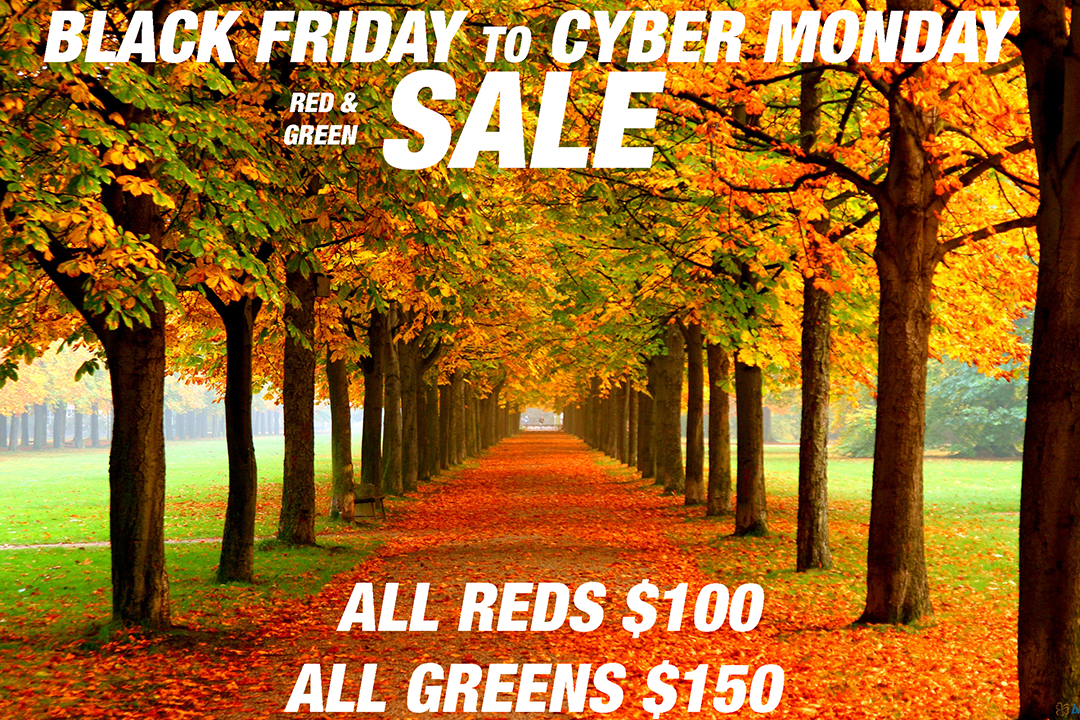 BLACK FRIDAY TO CYBER MONDAY
RED &
GREEN
SALE
ALL REDS $100
ALL GREENS $150